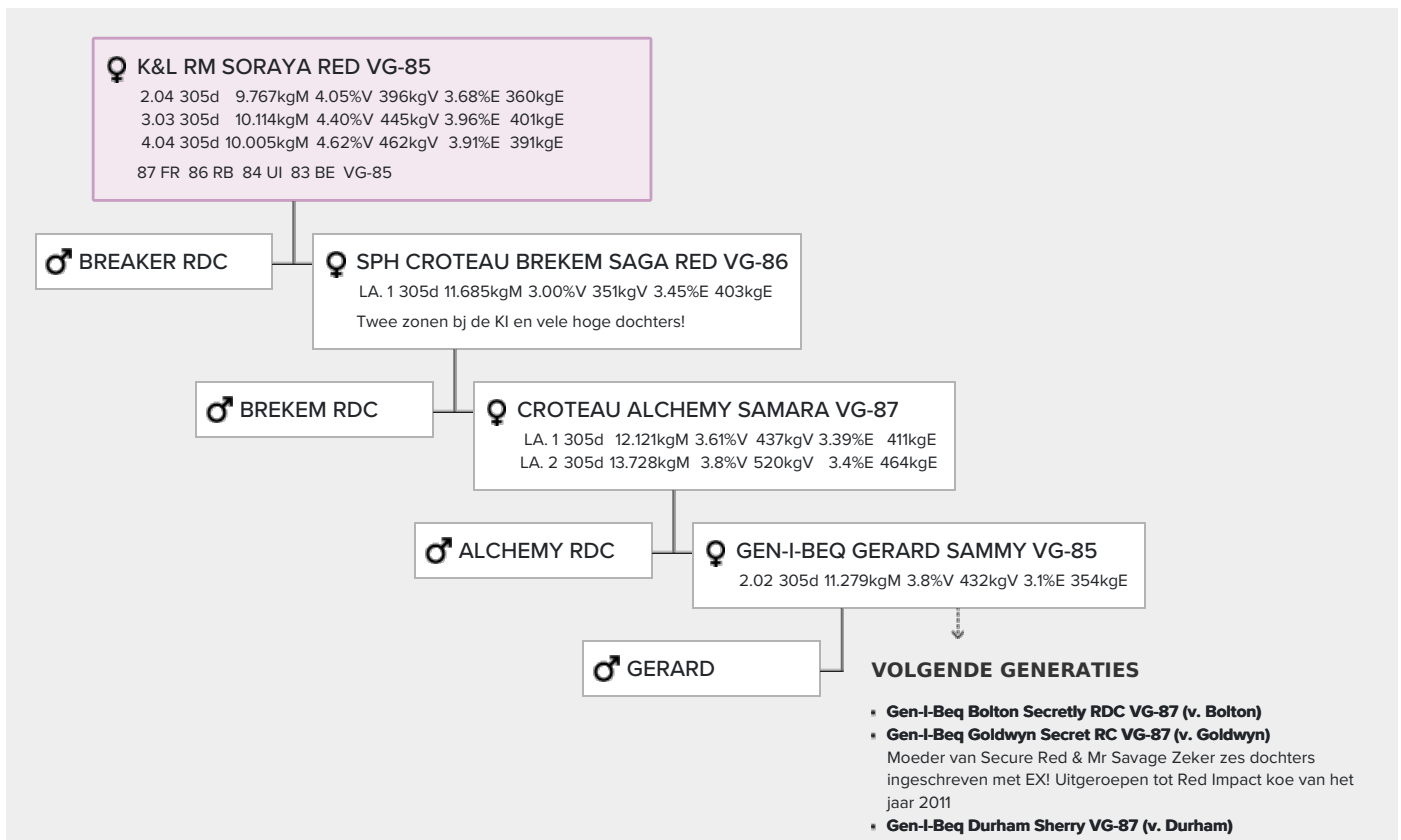 K&L RM SORAYA RED VG-85
2.04 305d 9.767kgM 4.05%V 396kgV 3.68%E 360kgE
3.03 305d 10.114kgM 4.40%V 445kgV 3.96%E 401kgE
4.04 305d 10.005kgM 4.62%V 462kgV 3.91%E 391kgE
87 FR 86 RB 84 UI 83 BE VG-85
BREAKER RDC
SPH CROTEAU BREKEM SAGA RED VG-86
LA. 1 305d 11.685kgM 3.00%V 351kgV 3.45%E 403kgE
Twee zonen bj de KI en vele hoge dochters!
BREKEM RDC
CROTEAU ALCHEMY SAMARA VG-87
LA. 1 305d 12.121kgM 3.61%V 437kgV 3.39%E 411kgE
LA. 2 305d 13.728kgM 3.8%V 520kgV 3.4%E 464kgE
ALCHEMY RDC
GEN-I-BEQ GERARD SAMMY VG-85
2.02 305d 11.279kgM 3.8%V 432kgV 3.1%E 354kgE
GERARD
VOLGENDE GENERATIES
Gen-I-Beq Bolton Secretly RDC VG-87 (v. Bolton)
Gen-I-Beq Goldwyn Secret RC VG-87 (v. Goldwyn)
Moeder van Secure Red & Mr Savage Zeker zes dochters
ingeschreven met EX! Uitgeroepen tot Red Impact koe van het
jaar 2011
Gen-I-Beq Durham Sherry VG-87 (v. Durham)